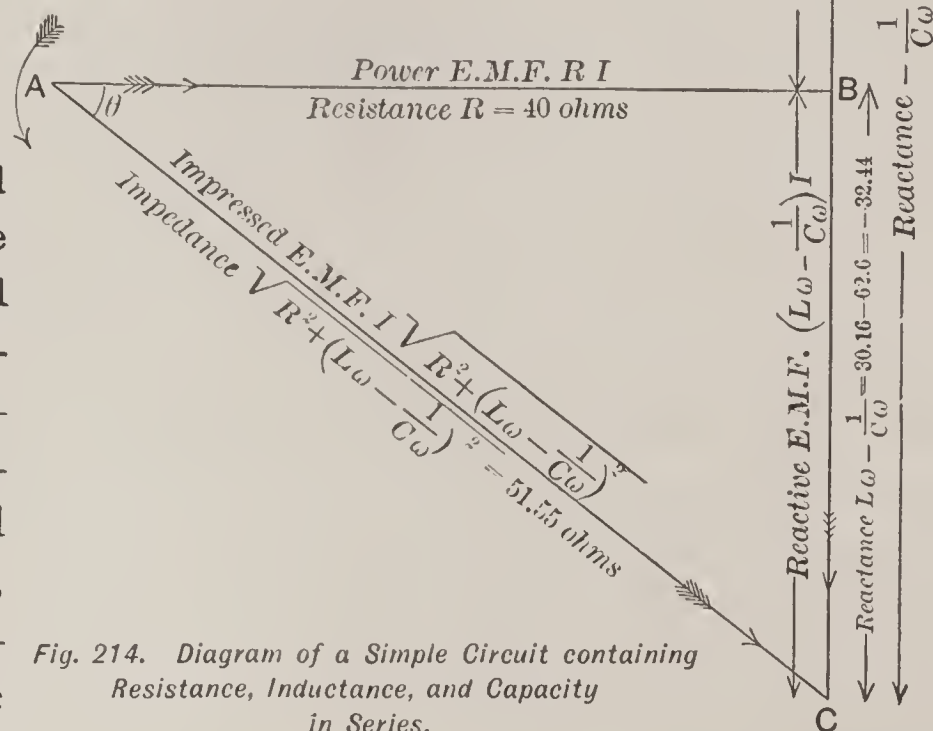 A
B
θ
Power E.M.F. R I
Resistance R = 40 ohms
Impressed E.M.F. I √R²+(Lω - 1/Cω)²
Impedance √R²+(Lω - 1/Cω)² = 51.55 ohms
Reactive E.M.F. (Lω - 1/Cω) I
Reactance Lω - 1/Cω = 30.16-62.6 = -32.44
Reactance - 1/Cω
C
Fig. 214. Diagram of a Simple Circuit containing
Resistance, Inductance, and Capacity
in Series.